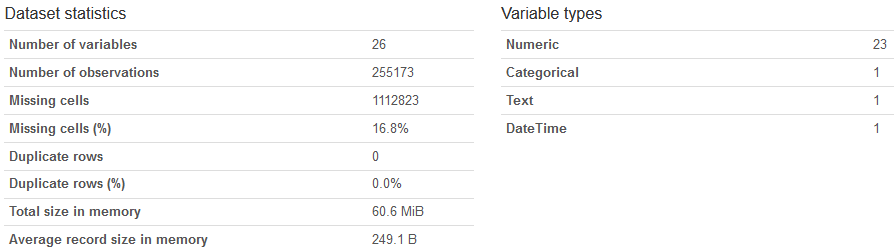 Dataset statistics
Number of variables 26
Number of observations 255173
Missing cells 1112823
Missing cells (%) 16.8%
Duplicate rows 0
Duplicate rows (%) 0.0%
Total size in memory 60.6 MiB
Average record size in memory 249.1 B
Variable types
Numeric 23
Categorical 1
Text 1
DateTime 1